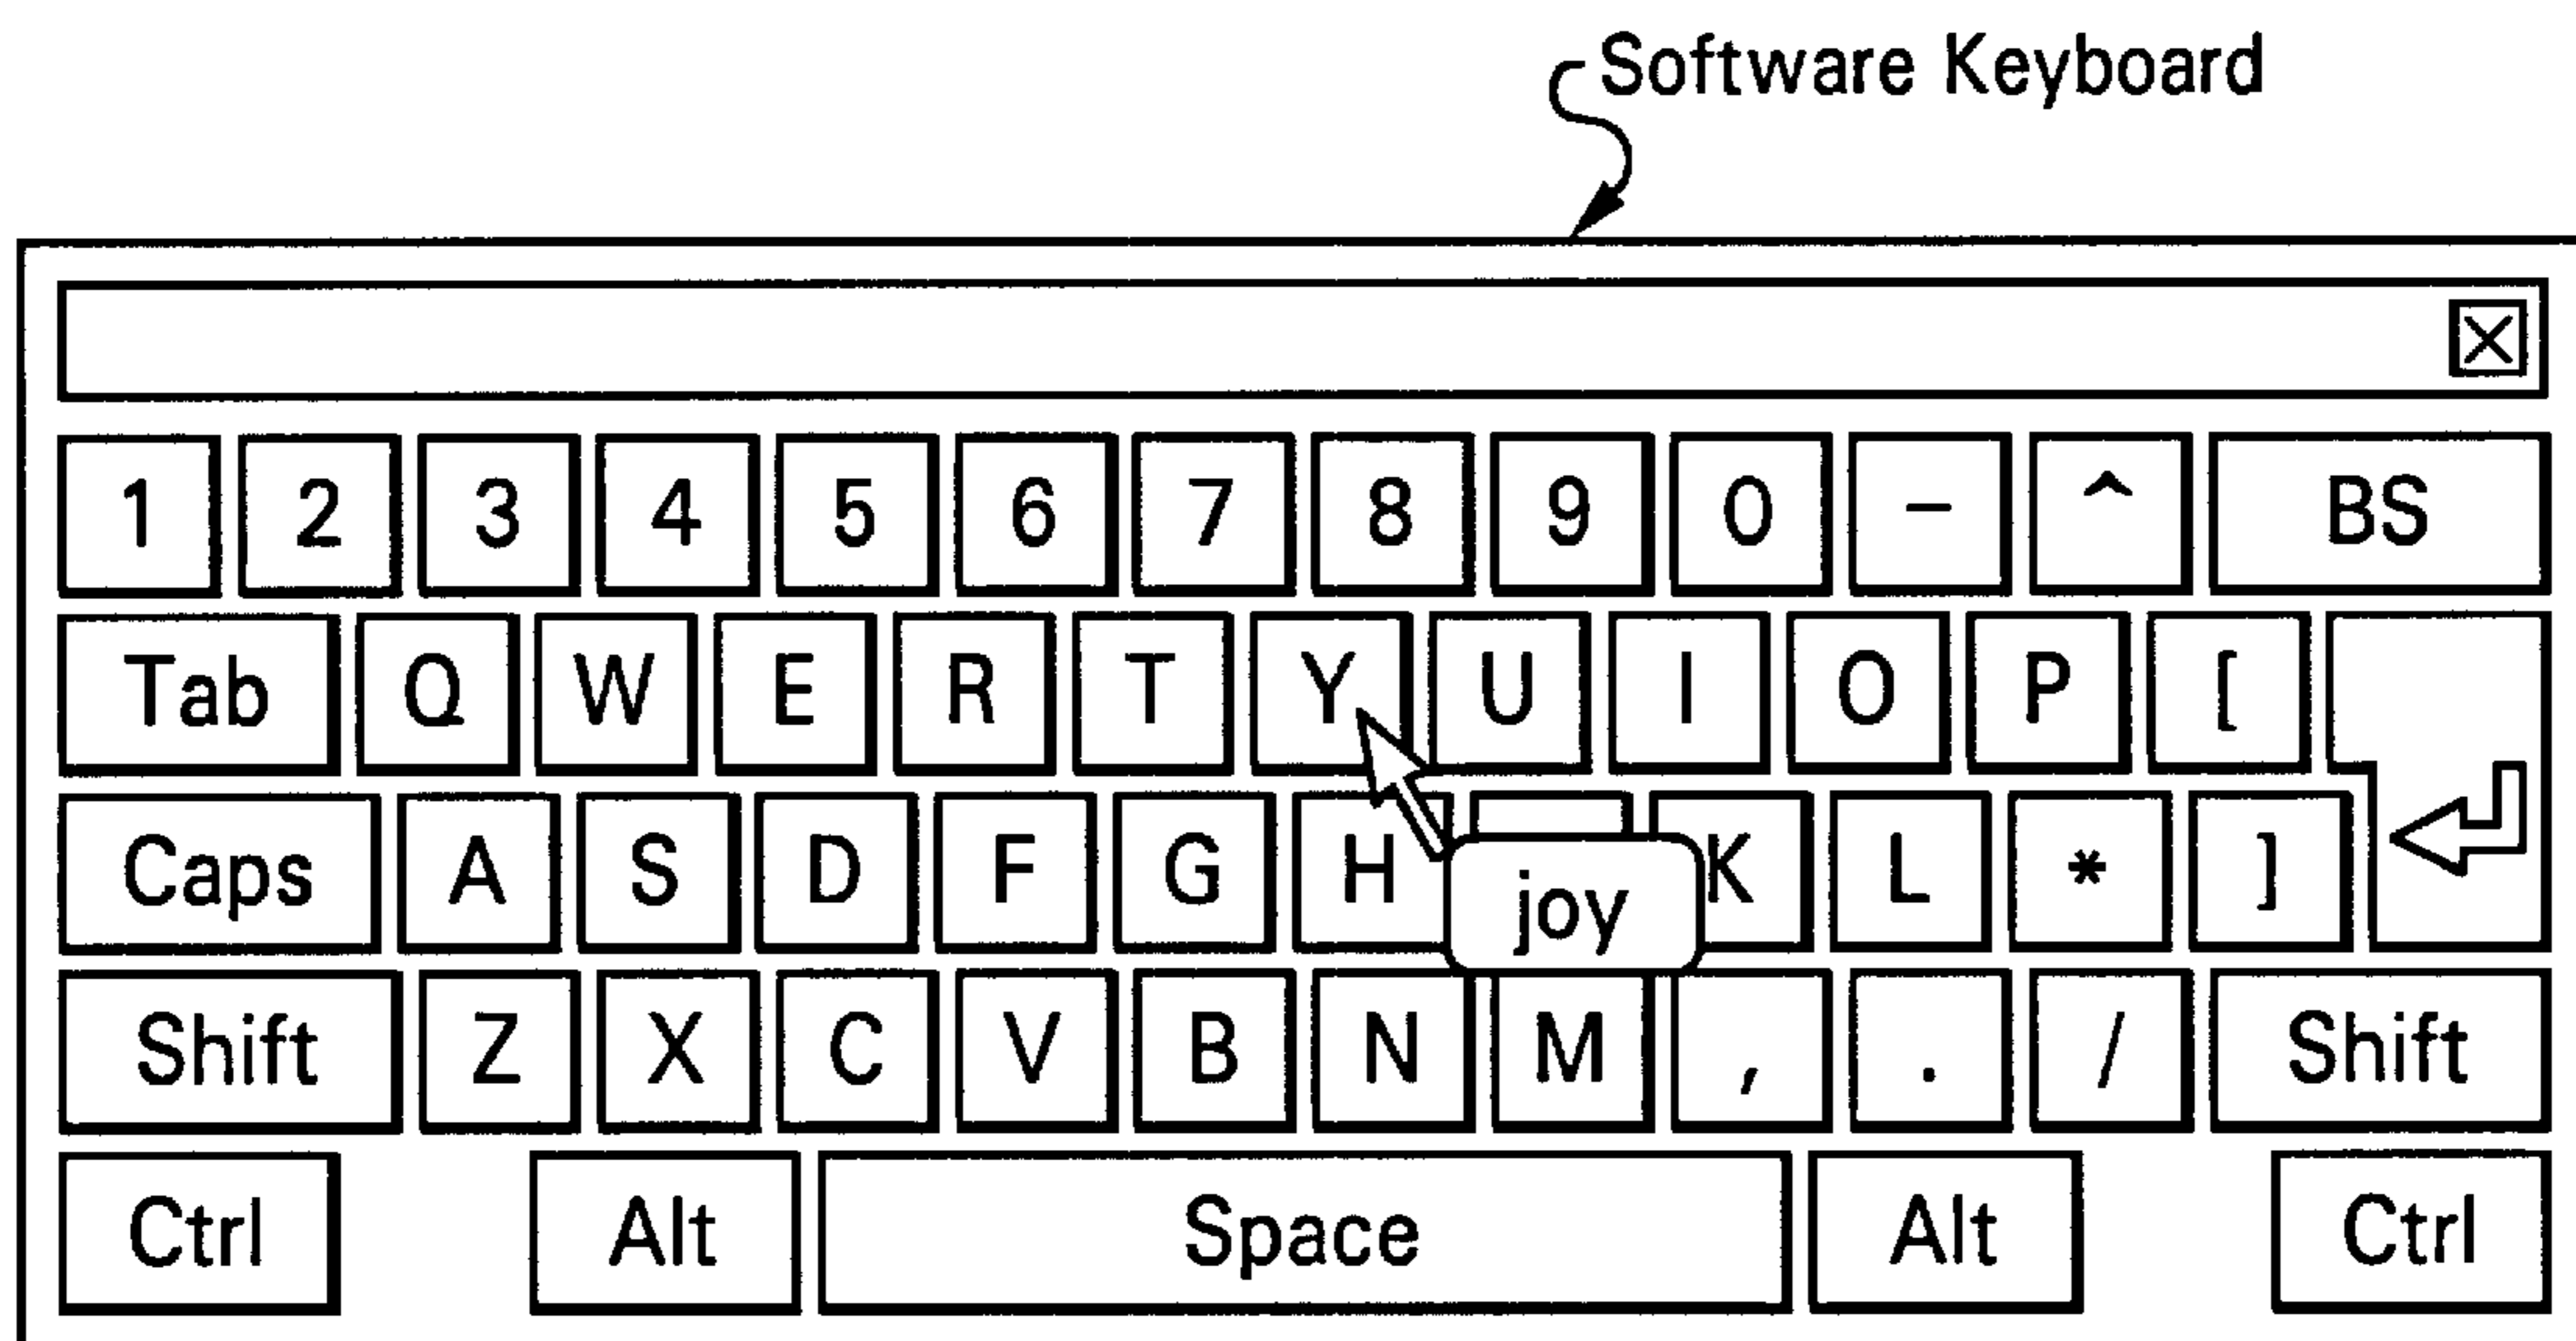 Software Keyboard
1 2 3 4 5 6 7 8 9 0 - ^ BS
Tab Q W E R T Y U I O P [
Caps A S D F G H K L * ]
joy
Shift Z X C V B N M , . / Shift
Ctrl Alt Space Alt Ctrl